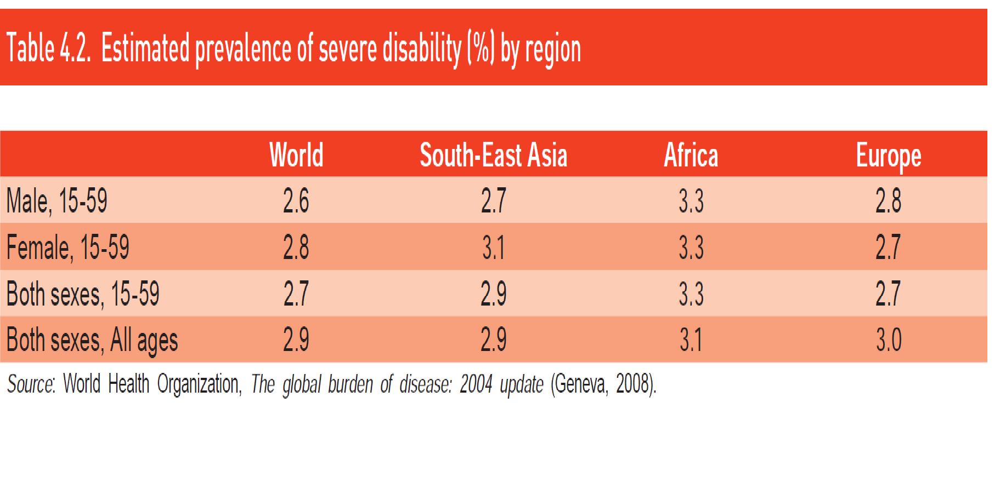 Table 4.2. Estimated prevalence of severe disability (%) by region
World South-East Asia Africa Europe
Male, 15-59 2.6 2.7 3.3 2.8
Female, 15-59 2.8 3.1 3.3 2.7
Both sexes, 15-59 2.7 2.9 3.3 2.7
Both sexes, All ages 2.9 2.9 3.1 3.0
Source: World Health Organization, The global burden of disease: 2004 update (Geneva, 2008).